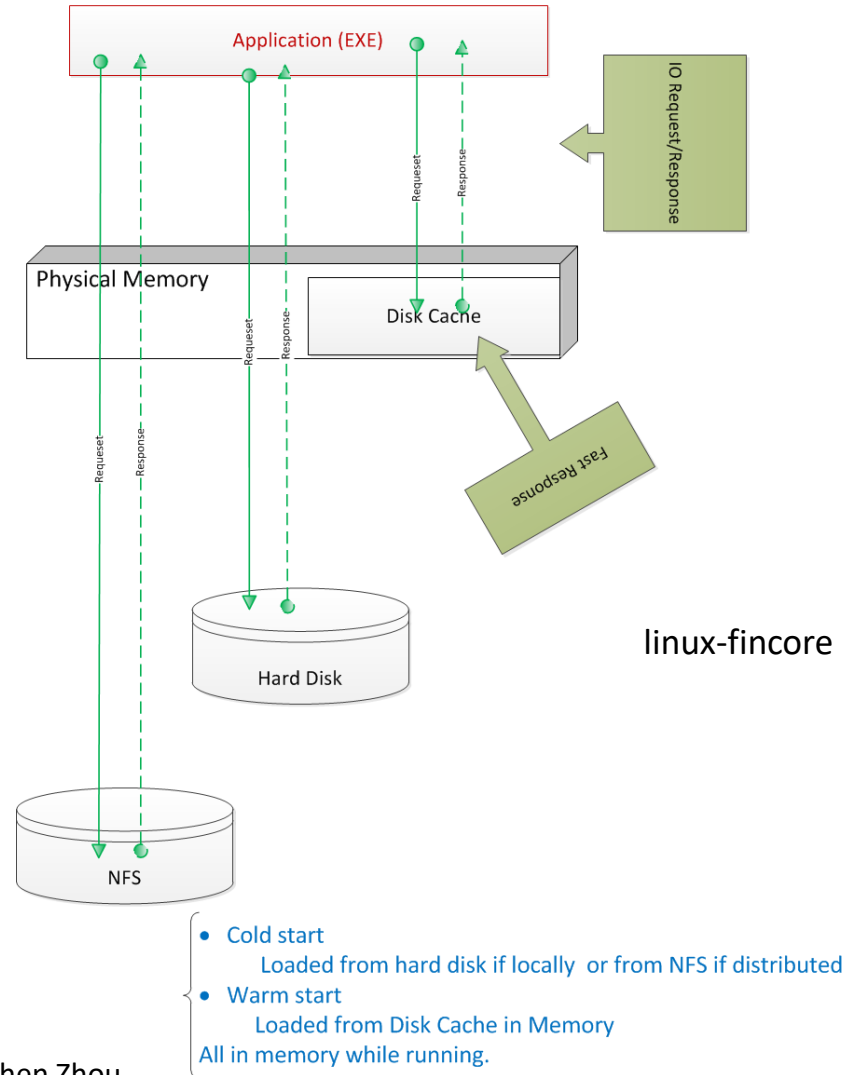 Application (EXE)
IO Request/Response
Requeset
Response
Physical Memory
Disk Cache
Requeset
Response
Requeset
Response
Fast Response
linux-fincore
Hard Disk
NFS
• Cold start
Loaded from hard disk if locally or from NFS if distributed
• Warm start
Loaded from Disk Cache in Memory
All in memory while running.
Zhou